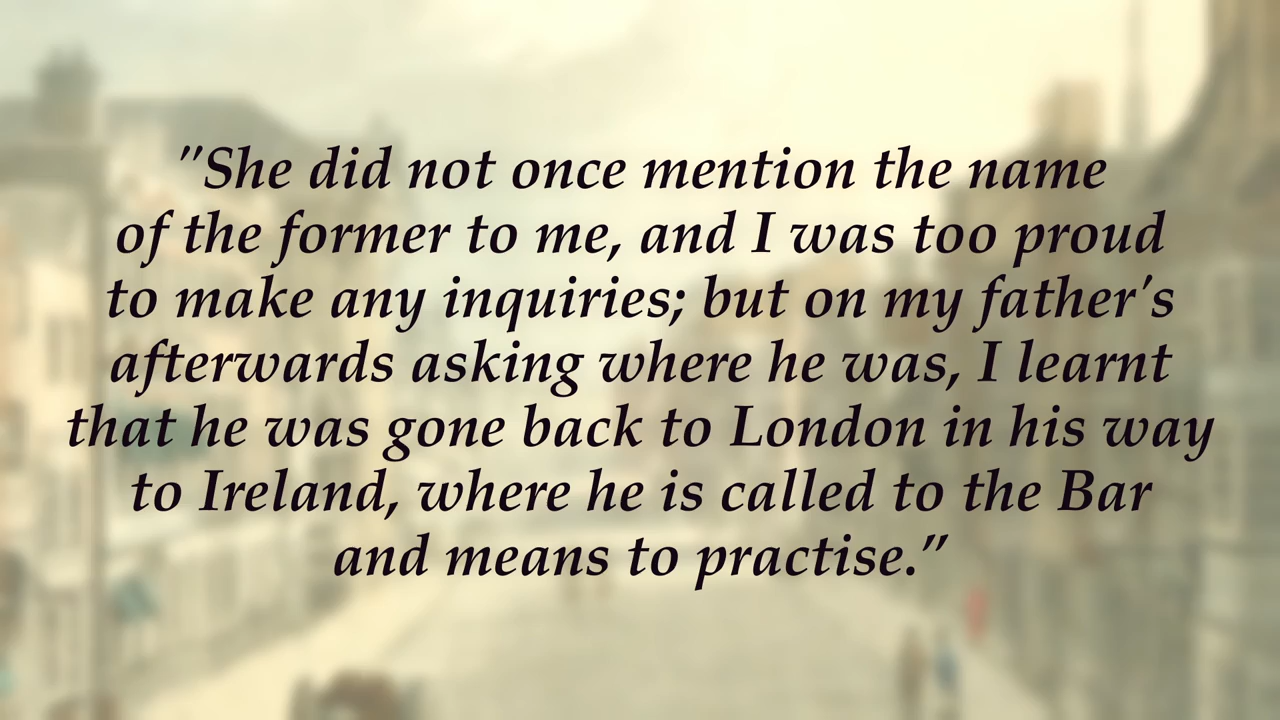 "She did not once mention the name
of the former to me, and I was too proud
to make any inquiries; but on my father's
afterwards asking where he was, I learnt
that he was gone back to London in his way
to Ireland, where he is called to the Bar
and means to practise.”